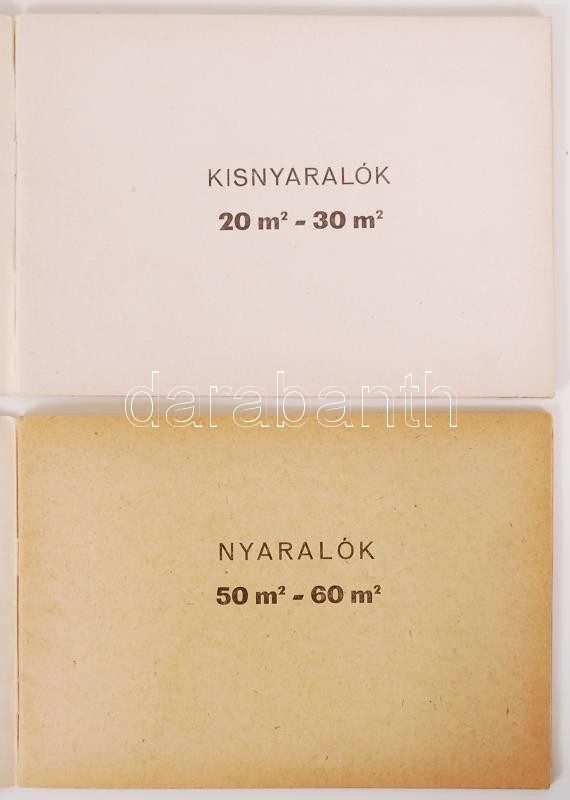 KISNYARALÓK
20 m² - 30 m²
darabanth
NYARALÓK
50 m² - 60 m²